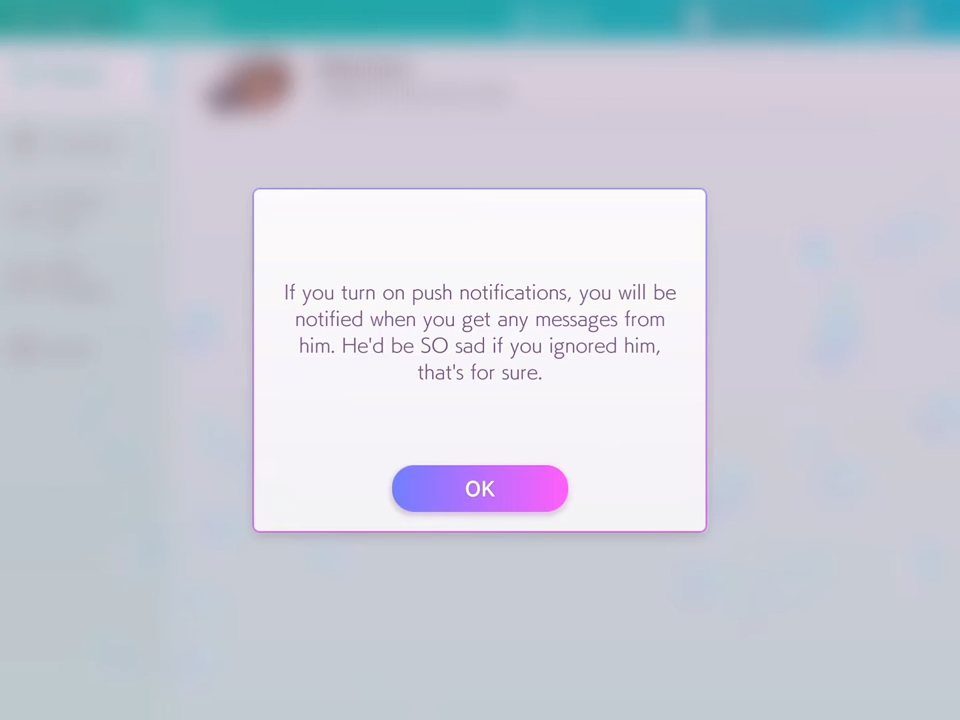 If you turn on push notifications, you will be
notified when you get any messages from
him. He'd be SO sad if you ignored him,
that's for sure.
OK